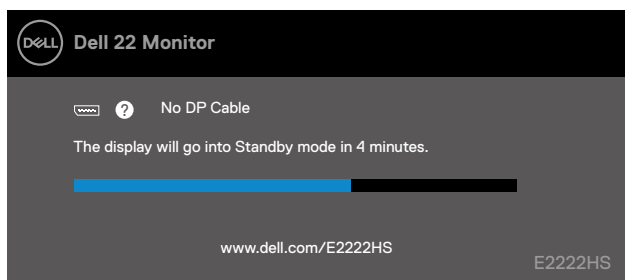 DELL Dell 22 Monitor
? No DP Cable
The display will go into Standby mode in 4 minutes.
www.dell.com/E2222HS
E2222HS